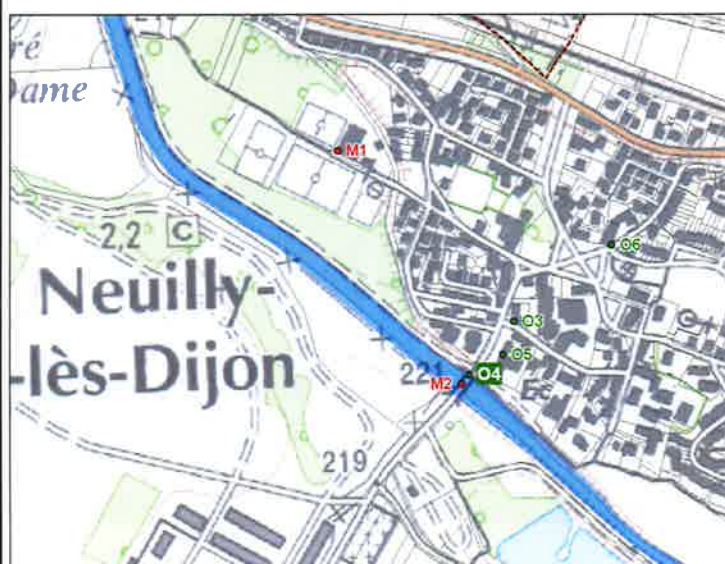 ré
Dame
M1
2,2 C
O6
Neuilly-
O3
O5
-lès-Dijon
221
O4
M2
Ec
219